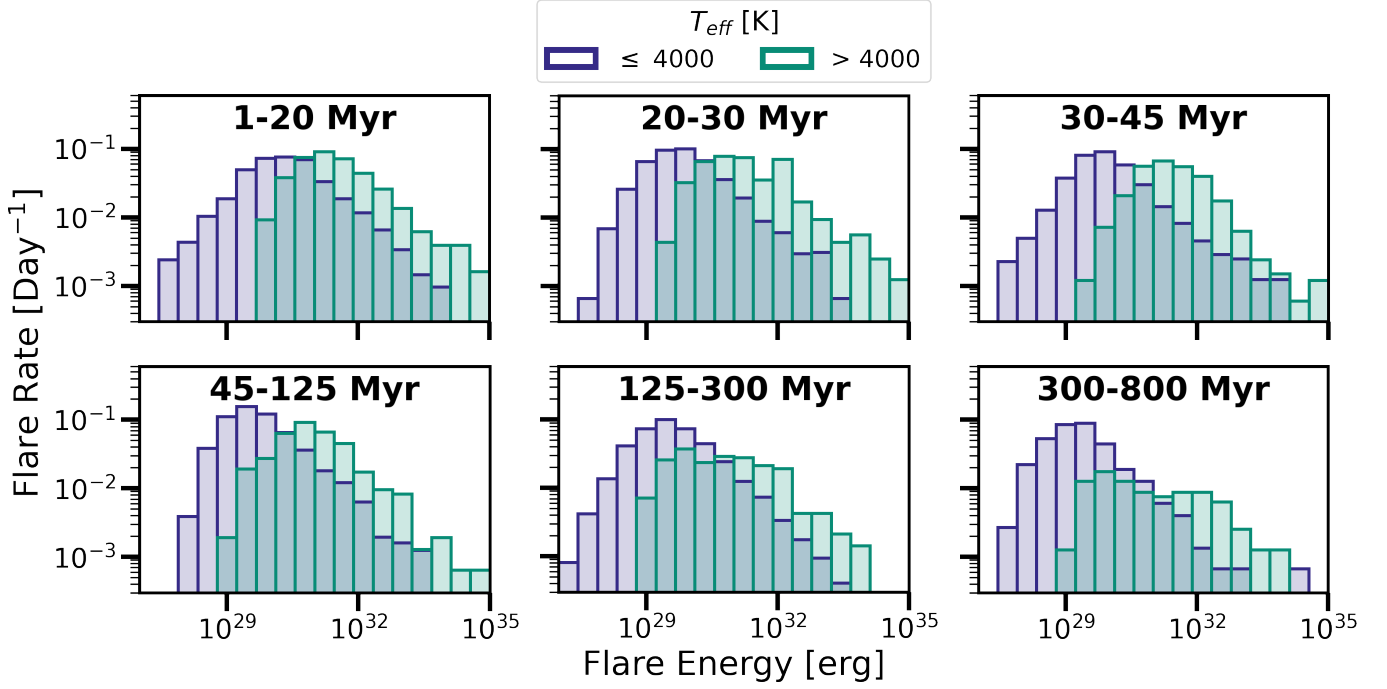 T_eff [K]
≤ 4000 > 4000
1-20 Myr 20-30 Myr 30-45 Myr
10⁻¹
10⁻²
10⁻³
45-125 Myr 125-300 Myr 300-800 Myr
10⁻¹
10⁻²
10⁻³
10²⁹ 10³² 10³⁵ 10²⁹ 10³² 10³⁵ 10²⁹ 10³² 10³⁵
Flare Energy [erg]
Flare Rate [Day⁻¹]